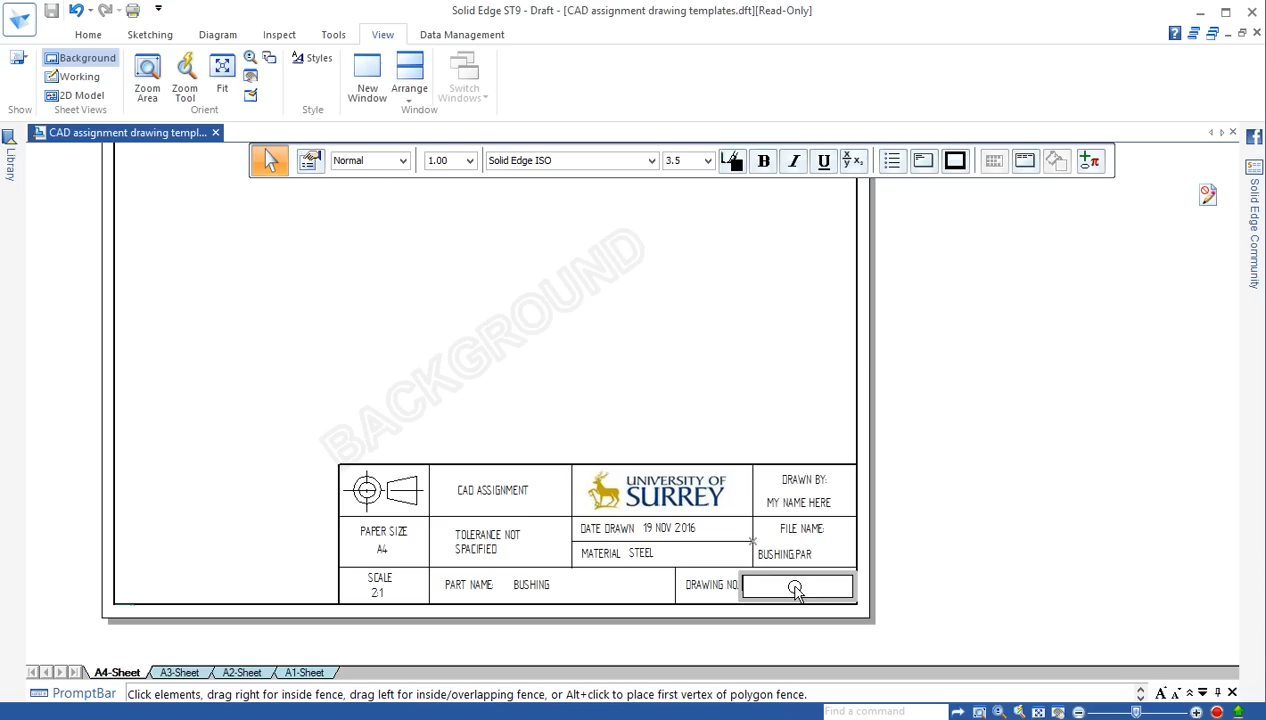 Solid Edge ST9 - Draft - [CAD assignment drawing templates.dft][Read-Only]
Home Sketching Diagram Inspect Tools View Data Management
Background
Working
2D Model
Show Sheet Views
Zoom Area
Zoom Tool
Fit
Orient
Styles
Style
New Window
Arrange
Switch Windows
Window
Library
CAD assignment drawing templ...
Normal 1.00 Solid Edge ISO 3.5 B I U
Solid Edge Community
BACKGROUND
CAD ASSIGNMENT
UNIVERSITY OF
SURREY
DRAWN BY:
MY NAME HERE
PAPER SIZE
A4
TOLERANCE NOT
SPECIFIED
DATE DRAWN 19 NOV 2016
MATERIAL STEEL
FILE NAME:
BUSHING.PAR
SCALE
2:1
PART NAME: BUSHING
DRAWING NO.
A4-Sheet A3-Sheet A2-Sheet A1-Sheet
PromptBar Click elements, drag right for inside fence, drag left for inside/overlapping fence, or Alt+click to place first vertex of polygon fence.
Find a command